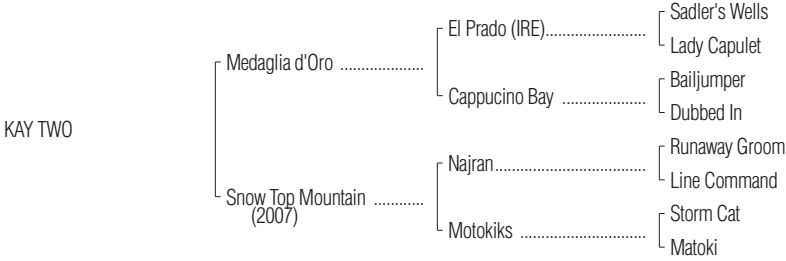 Sadler's Wells
El Prado (IRE)........................
Lady Capulet
Medaglia d'Oro ....................
Bailjumper
Cappucino Bay ....................
Dubbed In
KAY TWO
Runaway Groom
Najran....................................
Line Command
Snow Top Mountain ............
(2007)
Storm Cat
Motokiks ..............................
Matoki